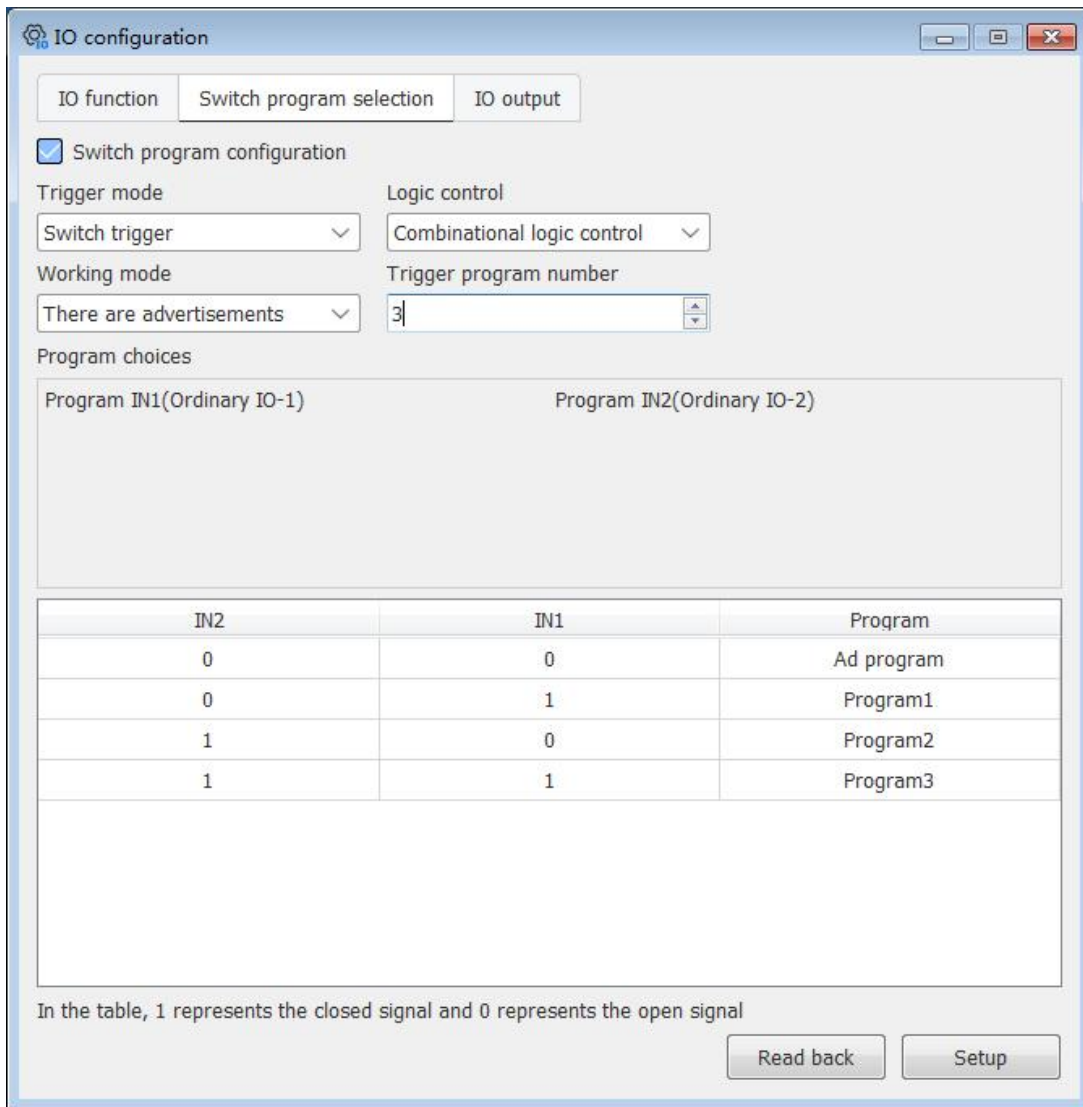 IO configuration
IO function Switch program selection IO output
Switch program configuration
Trigger mode Logic control
Switch trigger Combinational logic control
Working mode Trigger program number
There are advertisements 3
Program choices
Program IN1(Ordinary IO-1) Program IN2(Ordinary IO-2)
IN2 IN1 Program
0 0 Ad program
0 1 Program1
1 0 Program2
1 1 Program3
In the table, 1 represents the closed signal and 0 represents the open signal
Read back Setup